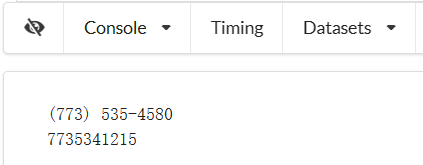 Console Timing Datasets
(773) 535-4580
7735341215